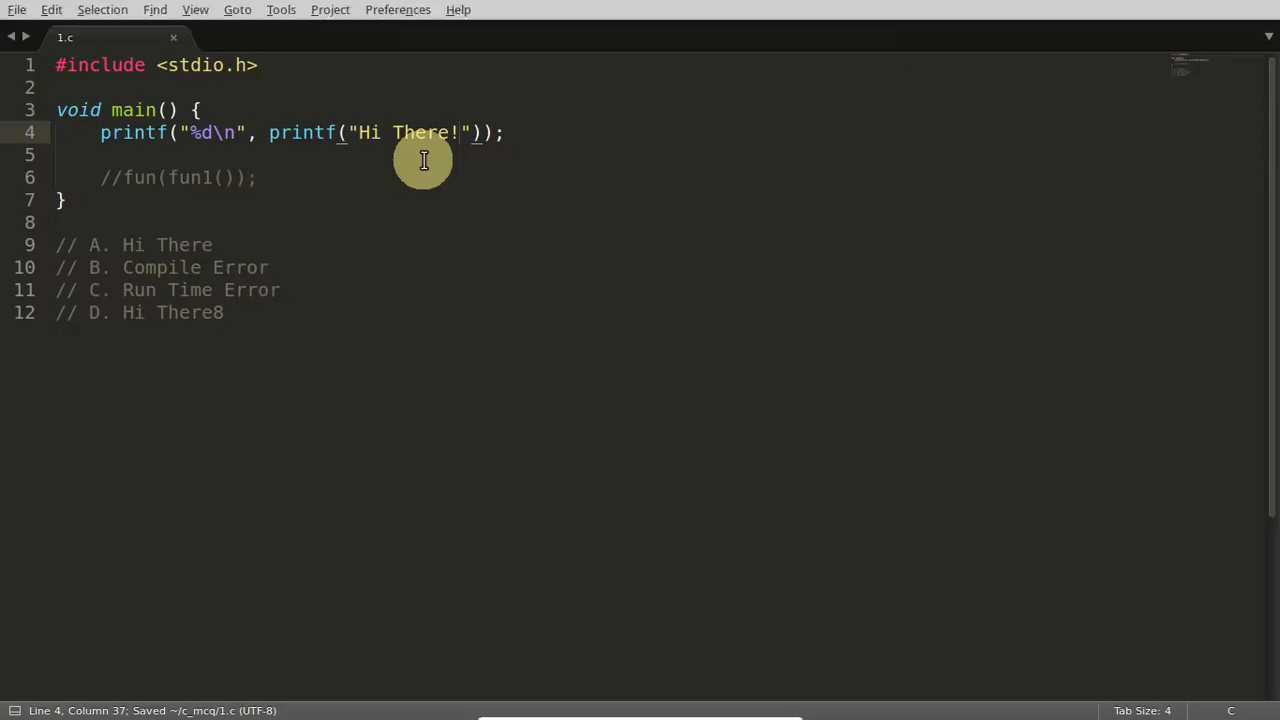 File Edit Selection Find View Goto Tools Project Preferences Help
1.c ×
1 #include <stdio.h>
2
3 void main() {
4     printf("%d\n", printf("Hi There!"));
5
6     //fun(fun1());
7 }
8
9 // A. Hi There
10 // B. Compile Error
11 // C. Run Time Error
12 // D. Hi There8
Line 4, Column 37; Saved ~/c_mcq/1.c (UTF-8) Tab Size: 4 C